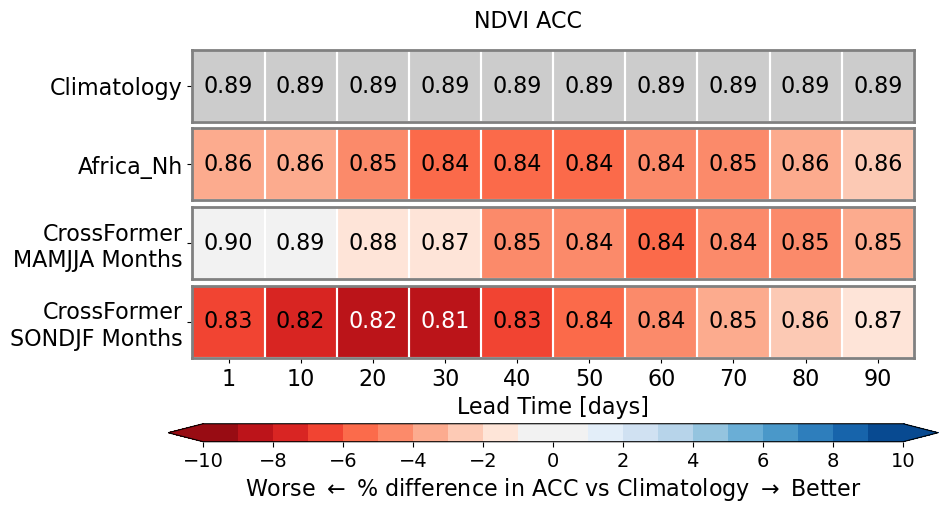 NDVI ACC
Climatology 0.89 0.89 0.89 0.89 0.89 0.89 0.89 0.89 0.89 0.89
Africa_Nh 0.86 0.86 0.85 0.84 0.84 0.84 0.84 0.85 0.86 0.86
CrossFormer
MAMJJA Months 0.90 0.89 0.88 0.87 0.85 0.84 0.84 0.84 0.85 0.85
CrossFormer
SONDJF Months 0.83 0.82 0.82 0.81 0.83 0.84 0.84 0.85 0.86 0.87
1 10 20 30 40 50 60 70 80 90
Lead Time [days]
−10 −8 −6 −4 −2 0 2 4 6 8 10
Worse ← % difference in ACC vs Climatology → Better